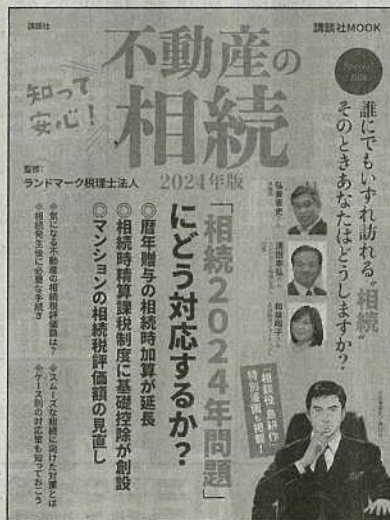 講談社
講談社MOOK
知って
安心!
不動産の
相続
2024年版
監修:
ランドマーク税理士法人
誰にでもいずれ訪れる“相続”
そのときあなたはどうしますか?
「相続2024年問題」
にどう対応するか?
◎暦年贈与の相続時加算が延長
◎相続時精算課税制度に基礎控除が創設
◎マンションの相続税評価額の見直し
相談役 島耕作
特別漫画も掲載!
◇気になる不動産の相続税評価額は?
◇相続発生後に必要な手続き
◇スムーズな相続に向けた対策とは
◇ケース別の対応策も知っておこう